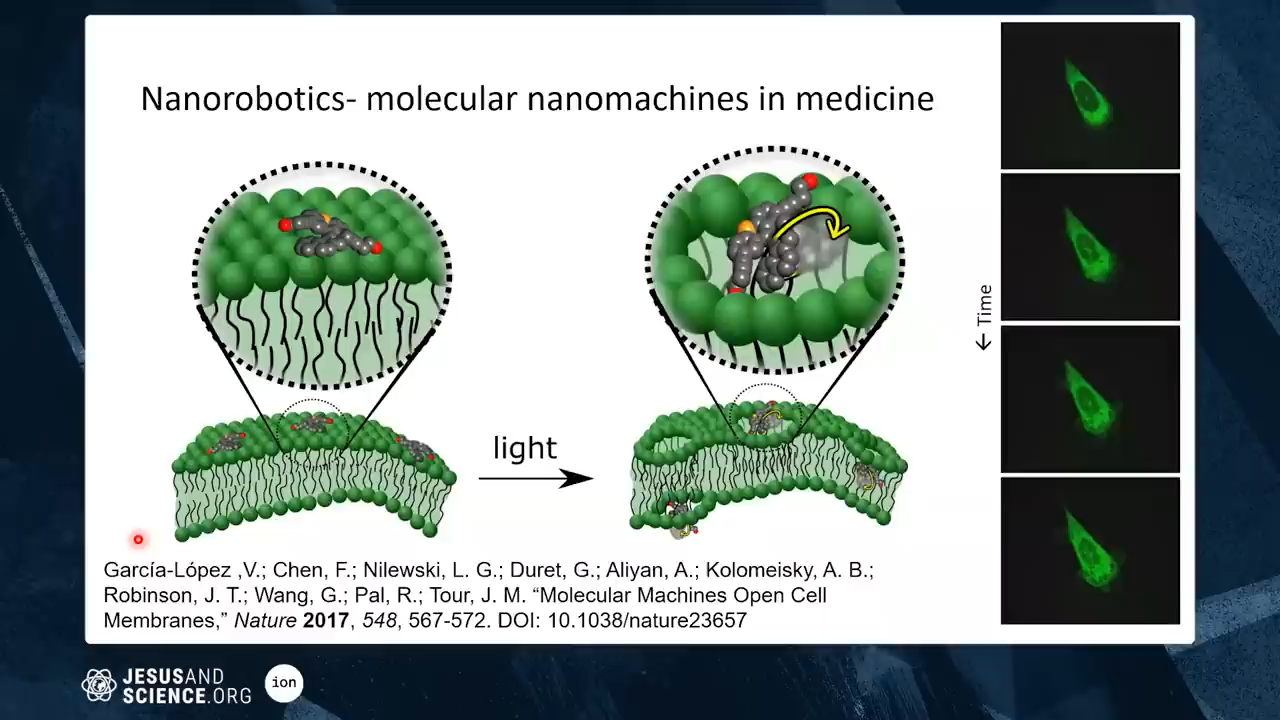 Nanorobotics- molecular nanomachines in medicine
light
← Time
García-López ,V.; Chen, F.; Nilewski, L. G.; Duret, G.; Aliyan, A.; Kolomeisky, A. B.;
Robinson, J. T.; Wang, G.; Pal, R.; Tour, J. M. “Molecular Machines Open Cell
Membranes,” Nature 2017, 548, 567-572. DOI: 10.1038/nature23657
JESUSAND
SCIENCE.ORG
ion